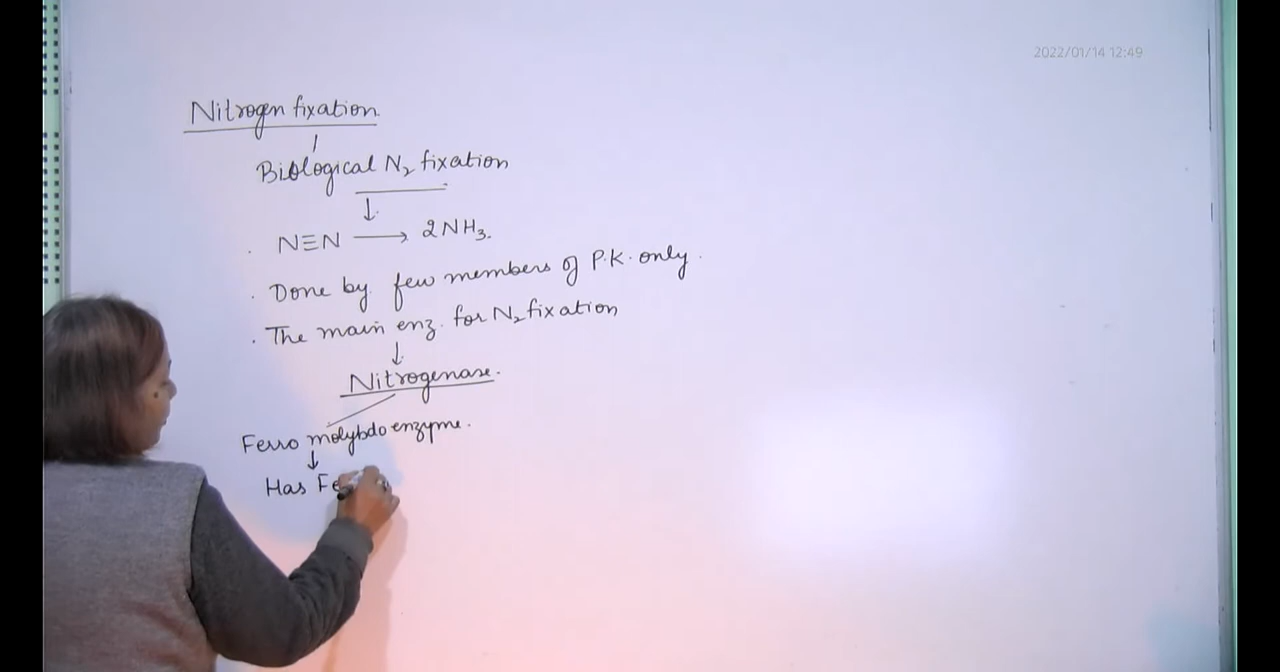 2022/01/14 12:49
Nitrogen fixation.
Biological N₂ fixation
↓
. N≡N ⟶ 2NH₃.
. Done by few members of P.K. only.
. The main enz. for N₂ fixation
↓
Nitrogenase.
Ferro molybdo enzyme.
↓
Has Fe